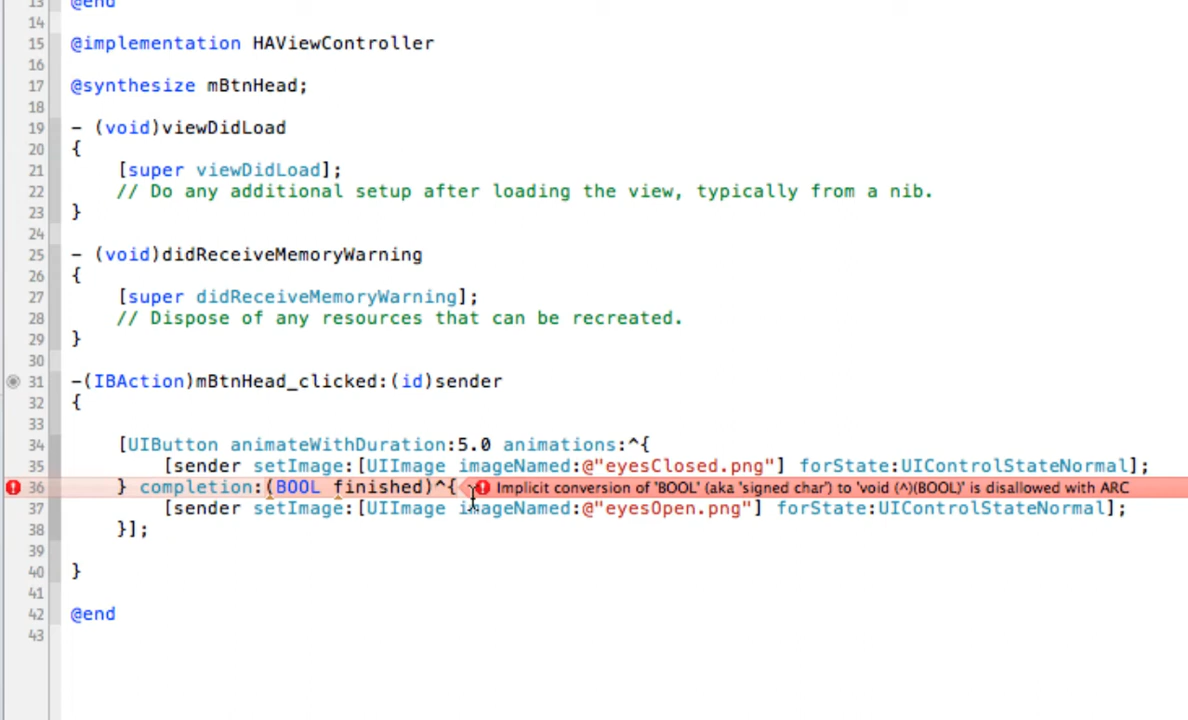 13 @end
14
15 @implementation HAViewController
16
17 @synthesize mBtnHead;
18
19 - (void)viewDidLoad
20 {
21 [super viewDidLoad];
22 // Do any additional setup after loading the view, typically from a nib.
23 }
24
25 - (void)didReceiveMemoryWarning
26 {
27 [super didReceiveMemoryWarning];
28 // Dispose of any resources that can be recreated.
29 }
30
31 -(IBAction)mBtnHead_clicked:(id)sender
32 {
33
34 [UIButton animateWithDuration:5.0 animations:^{
35 [sender setImage:[UIImage imageNamed:@"eyesClosed.png"] forState:UIControlStateNormal];
36 } completion:(BOOL finished)^{ Implicit conversion of 'BOOL' (aka 'signed char') to 'void (^)(BOOL)' is disallowed with ARC
37 [sender setImage:[UIImage imageNamed:@"eyesOpen.png"] forState:UIControlStateNormal];
38 }];
39
40 }
41
42 @end
43